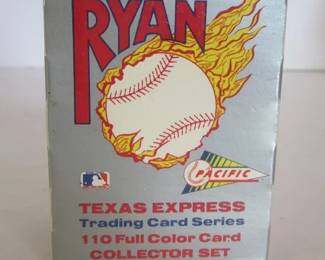 RYAN
PACIFIC
TEXAS EXPRESS
Trading Card Series
110 Full Color Card
COLLECTOR SET